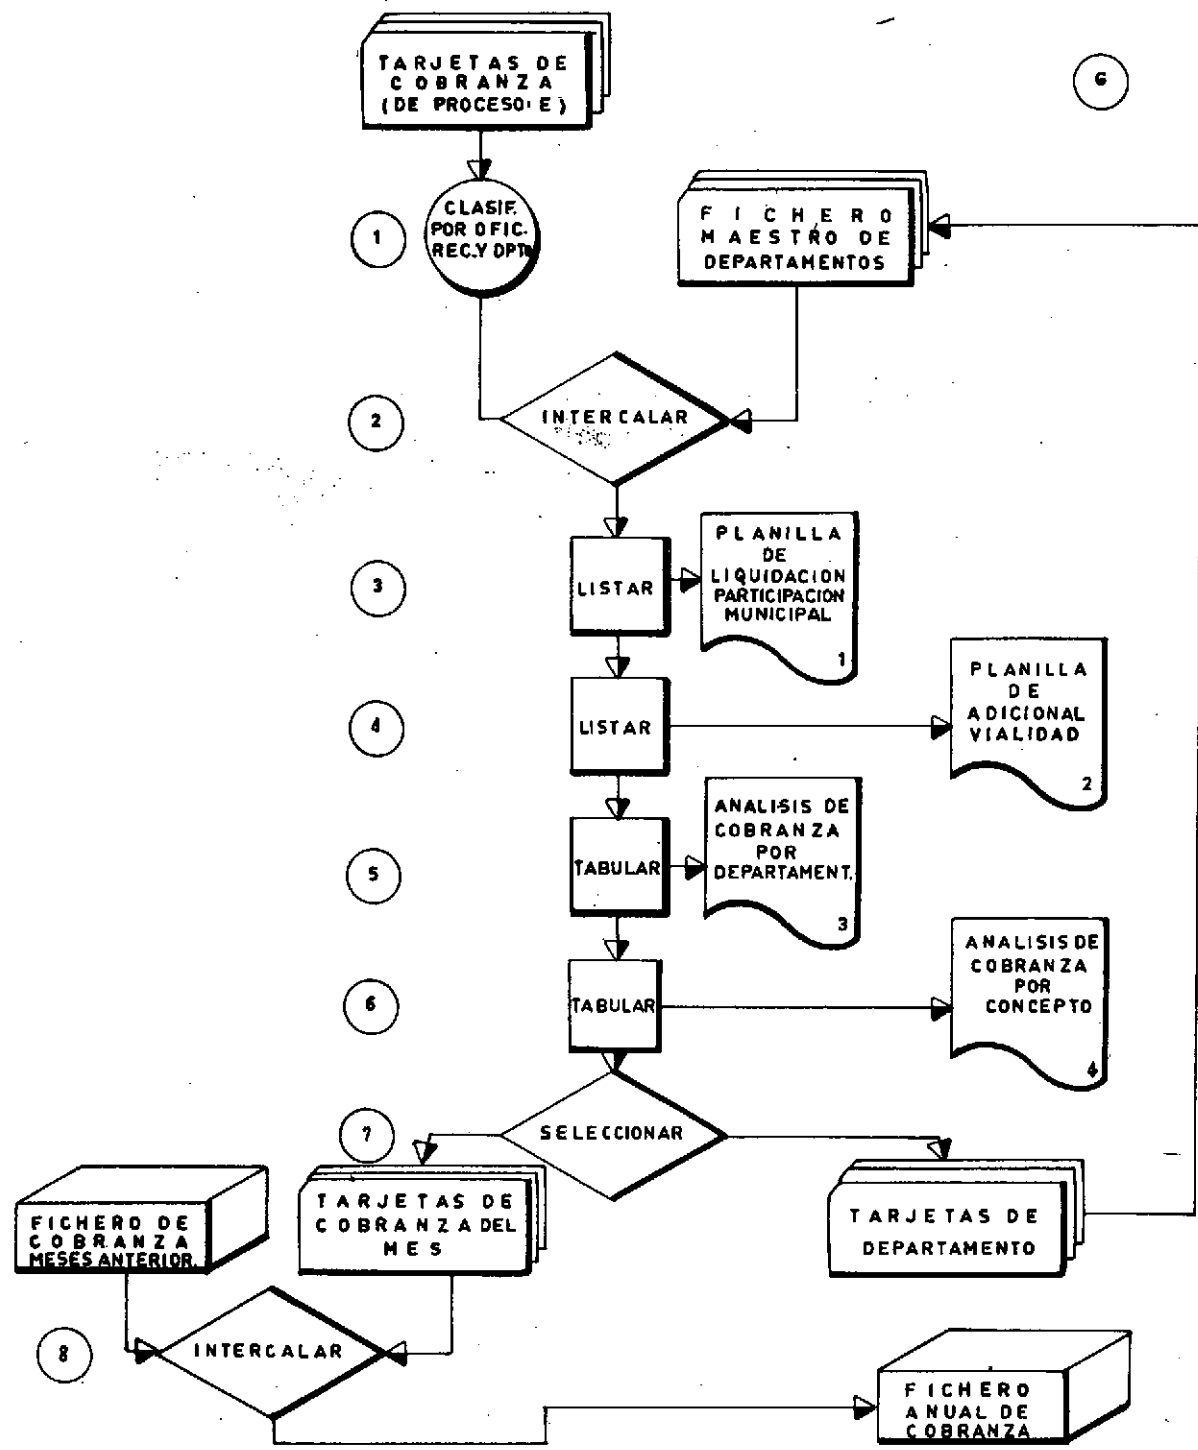 TARJETAS DE
COBRANZA
(DE PROCESO: E)
G
1
CLASIF.
POR OFIC.
REC.Y DPTO
FICHERO
MAESTRO DE
DEPARTAMENTOS
2
INTERCALAR
3
LISTAR
PLANILLA
DE
LIQUIDACION
PARTICIPACION
MUNICIPAL
1
4
LISTAR
PLANILLA
DE
ADICIONAL
VIALIDAD
2
5
TABULAR
ANALISIS DE
COBRANZA
POR
DEPARTAMENT.
3
6
TABULAR
ANALISIS DE
COBRANZA
POR
CONCEPTO
4
7
SELECCIONAR
FICHERO DE
COBRANZA
MESES ANTERIOR.
TARJETAS DE
COBRANZA DEL
MES
TARJETAS DE
DEPARTAMENTO
8
INTERCALAR
FICHERO
ANUAL DE
COBRANZA